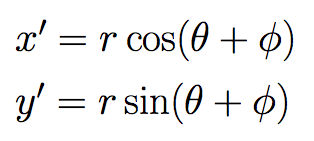 x′ = r cos(θ + ϕ)
y′ = r sin(θ + ϕ)